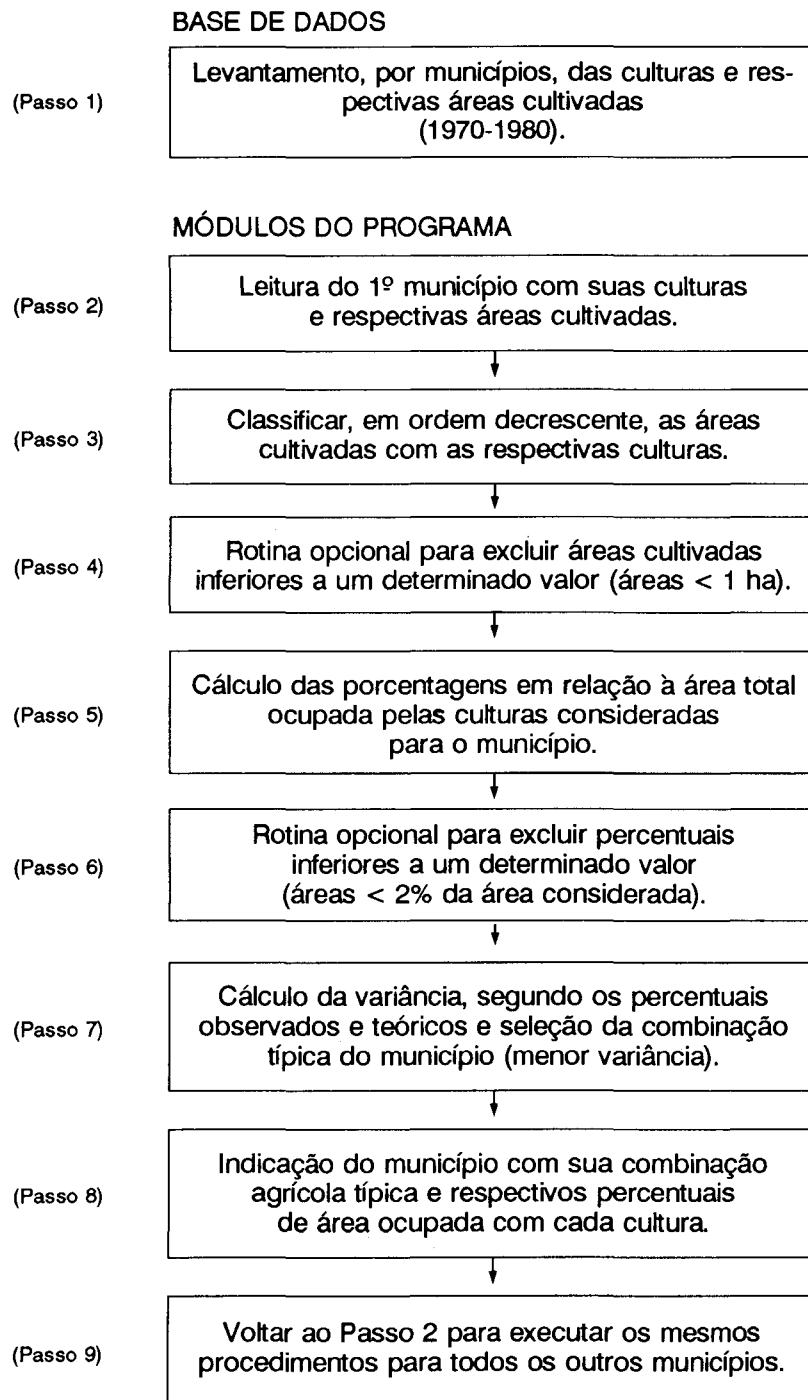 BASE DE DADOS
(Passo 1)
Levantamento, por municípios, das culturas e res-
pectivas áreas cultivadas
(1970-1980).
MÓDULOS DO PROGRAMA
(Passo 2)
Leitura do 1º município com suas culturas
e respectivas áreas cultivadas.
(Passo 3)
Classificar, em ordem decrescente, as áreas
cultivadas com as respectivas culturas.
(Passo 4)
Rotina opcional para excluir áreas cultivadas
inferiores a um determinado valor (áreas < 1 ha).
(Passo 5)
Cálculo das porcentagens em relação à área total
ocupada pelas culturas consideradas
para o município.
(Passo 6)
Rotina opcional para excluir percentuais
inferiores a um determinado valor
(áreas < 2% da área considerada).
(Passo 7)
Cálculo da variância, segundo os percentuais
observados e teóricos e seleção da combinação
típica do município (menor variância).
(Passo 8)
Indicação do município com sua combinação
agrícola típica e respectivos percentuais
de área ocupada com cada cultura.
(Passo 9)
Voltar ao Passo 2 para executar os mesmos
procedimentos para todos os outros municípios.